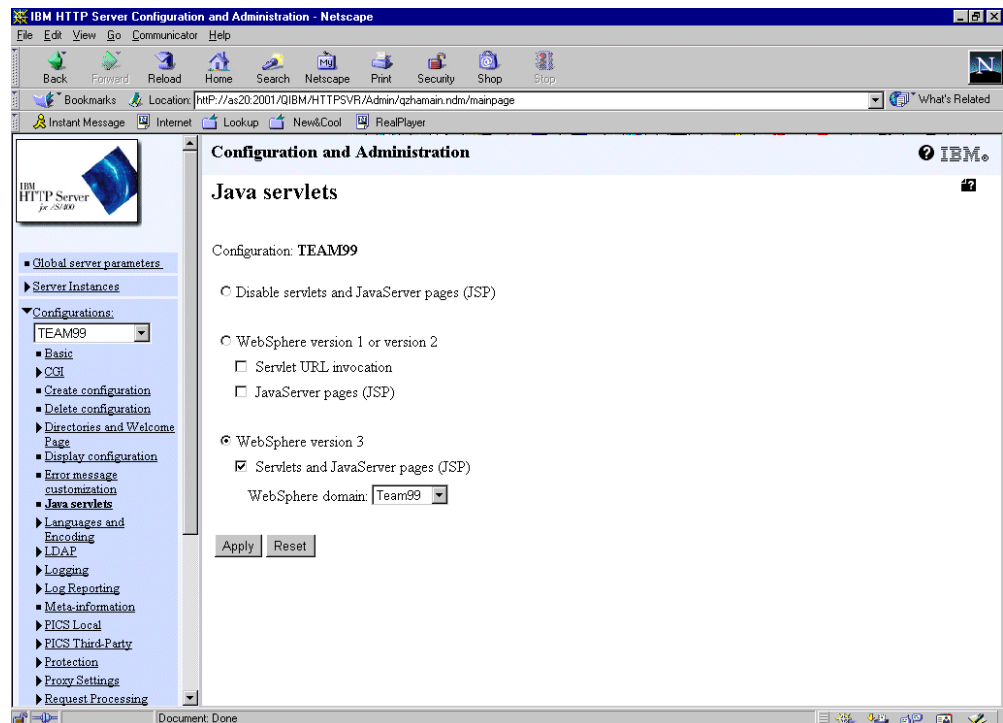 IBM HTTP Server Configuration and Administration - Netscape
File Edit View Go Communicator Help
Back Forward Reload Home Search Netscape Print Security Shop Stop
My
N
Bookmarks Location: httP://as20:2001/QIBM/HTTPSVR/Admin/qzhamain.ndm/mainpage What's Related
Instant Message Internet Lookup New&Cool RealPlayer
IBM
HTTP Server
for AS/400
Global server parameters
Server Instances
Configurations:
TEAM99
Basic
CGI
Create configuration
Delete configuration
Directories and Welcome
Page
Display configuration
Error message
customization
Java servlets
Languages and
Encoding
LDAP
Logging
Log Reporting
Meta-information
PICS Local
PICS Third-Party
Protection
Proxy Settings
Request Processing
Configuration and Administration
? IBM®
Java servlets
Configuration: TEAM99
Disable servlets and JavaServer pages (JSP)
WebSphere version 1 or version 2
Servlet URL invocation
JavaServer pages (JSP)
WebSphere version 3
Servlets and JavaServer pages (JSP)
WebSphere domain: Team99
Apply Reset
Document: Done